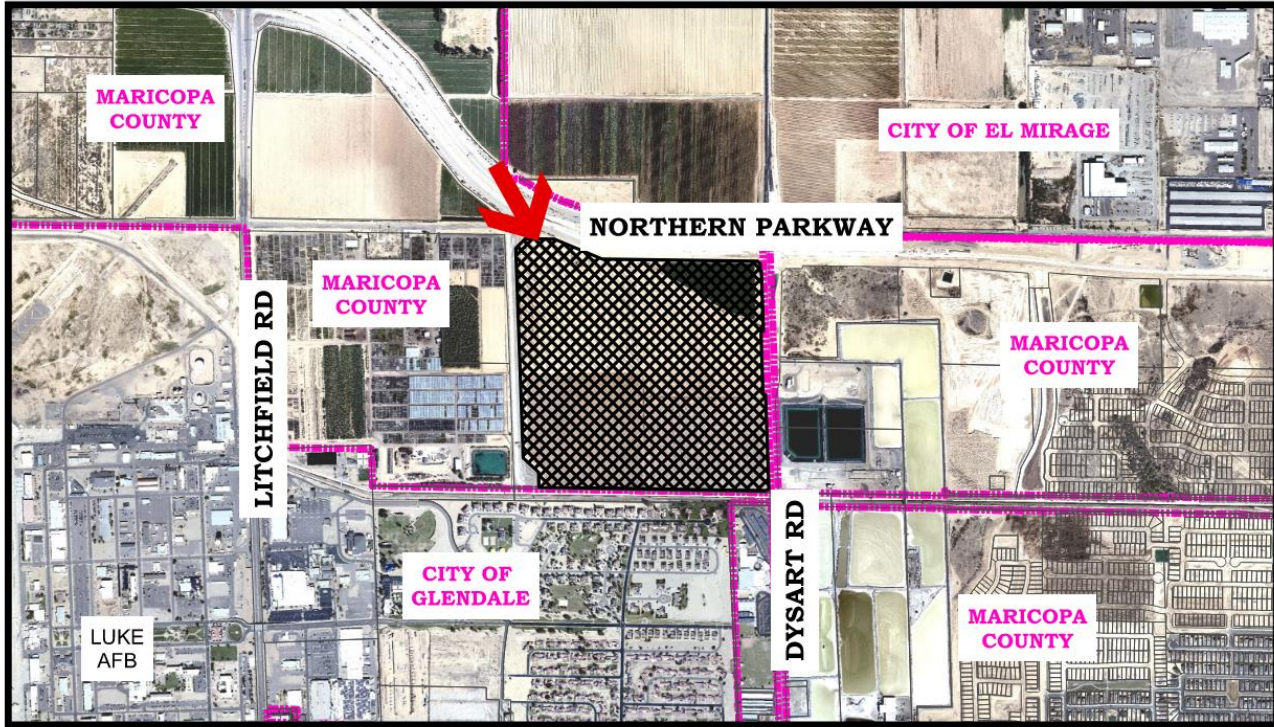 MARICOPA
COUNTY
CITY OF EL MIRAGE
NORTHERN PARKWAY
MARICOPA
COUNTY
LITCHFIELD RD
MARICOPA
COUNTY
CITY OF
GLENDALE
DYSART RD
MARICOPA
COUNTY
LUKE
AFB